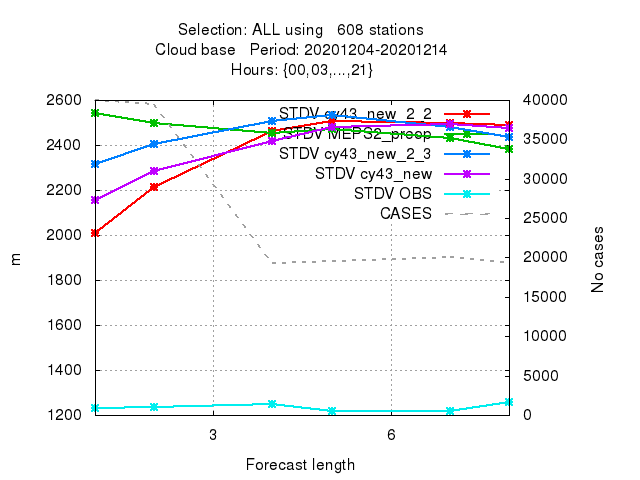 Selection: ALL using 608 stations
Cloud base Period: 20201204-20201214
Hours: {00,03,...,21}
2600
2400
2200
2000
1800
1600
1400
1200
40000
35000
30000
25000
20000
15000
10000
5000
0
STDV cy43_new_2_2
STDV MEPS2_preop
STDV cy43_new_2_3
STDV cy43_new
STDV OBS
CASES
m
No cases
3 6
Forecast length